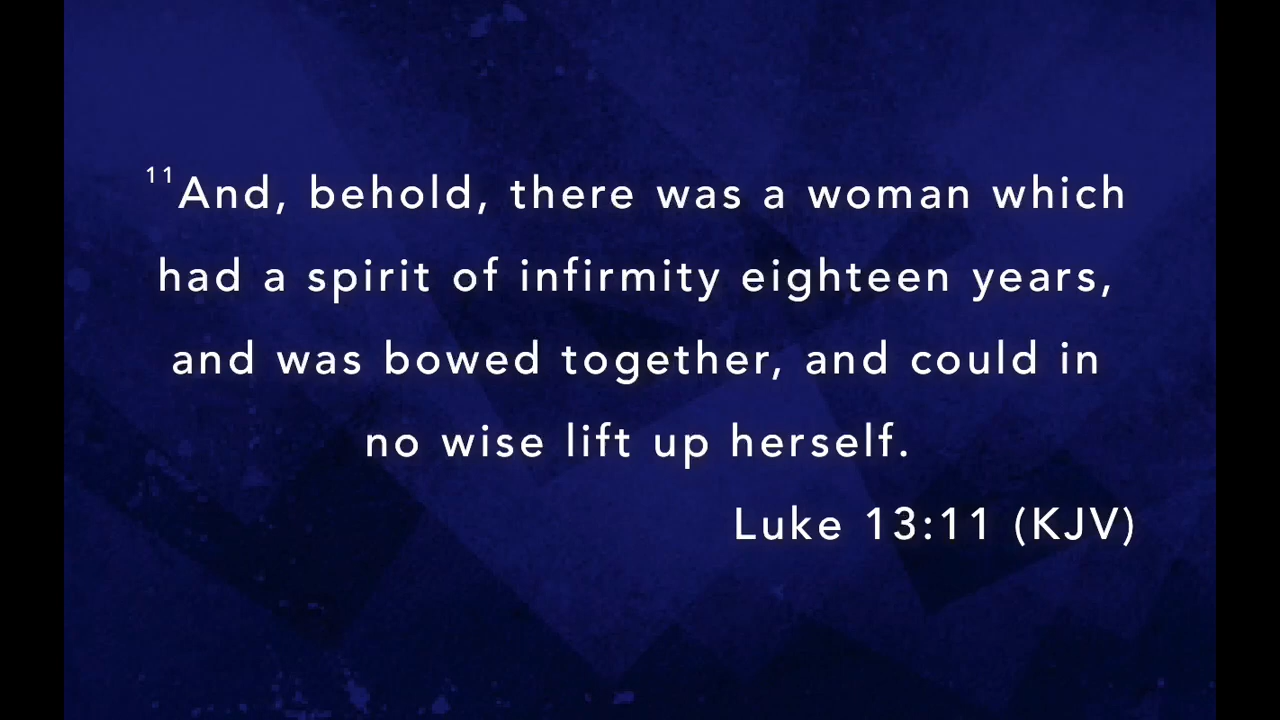 11And, behold, there was a woman which
had a spirit of infirmity eighteen years,
and was bowed together, and could in
no wise lift up herself.
Luke 13:11 (KJV)